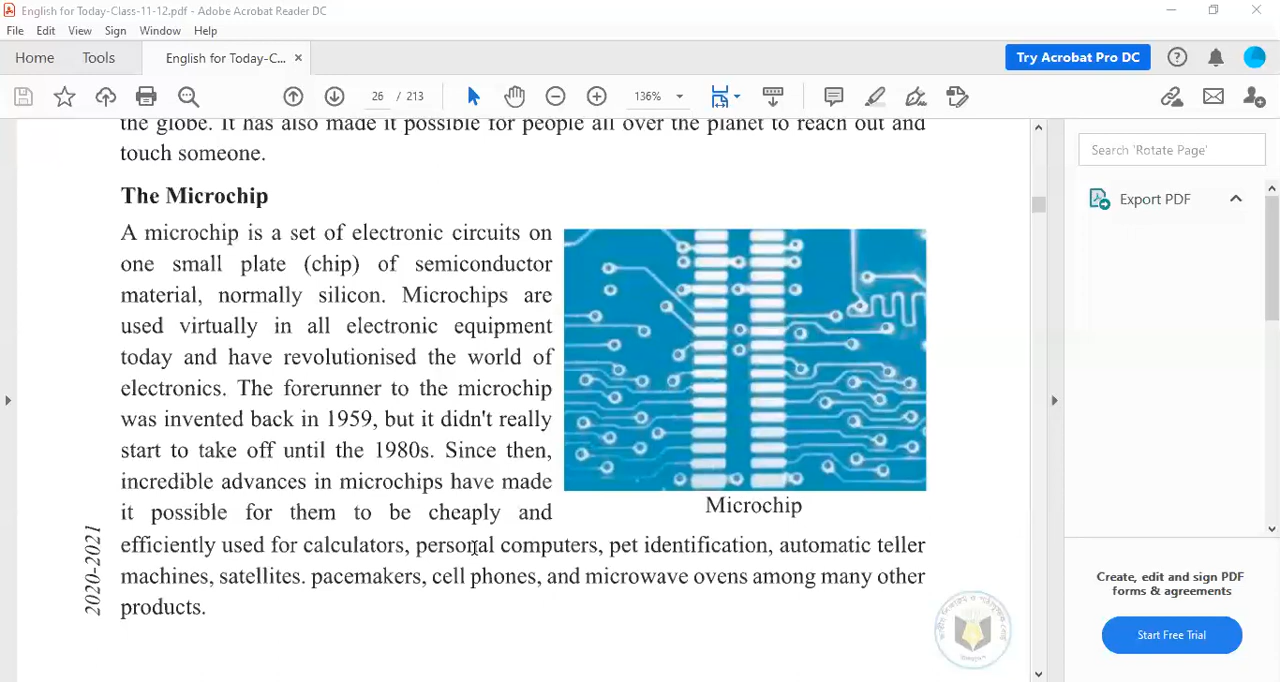 English for Today-Class-11-12.pdf - Adobe Acrobat Reader DC
File Edit View Sign Window Help
Home Tools English for Today-C... ×
Try Acrobat Pro DC
26 / 213 136%
Search 'Rotate Page'
Export PDF
the globe. It has also made it possible for people all over the planet to reach out and
touch someone.
The Microchip
A microchip is a set of electronic circuits on
one small plate (chip) of semiconductor
material, normally silicon. Microchips are
used virtually in all electronic equipment
today and have revolutionised the world of
electronics. The forerunner to the microchip
was invented back in 1959, but it didn't really
start to take off until the 1980s. Since then,
incredible advances in microchips have made
it possible for them to be cheaply and
efficiently used for calculators, personal computers, pet identification, automatic teller
machines, satellites. pacemakers, cell phones, and microwave ovens among many other
products.
Microchip
2020-2021
Create, edit and sign PDF
forms & agreements
Start Free Trial